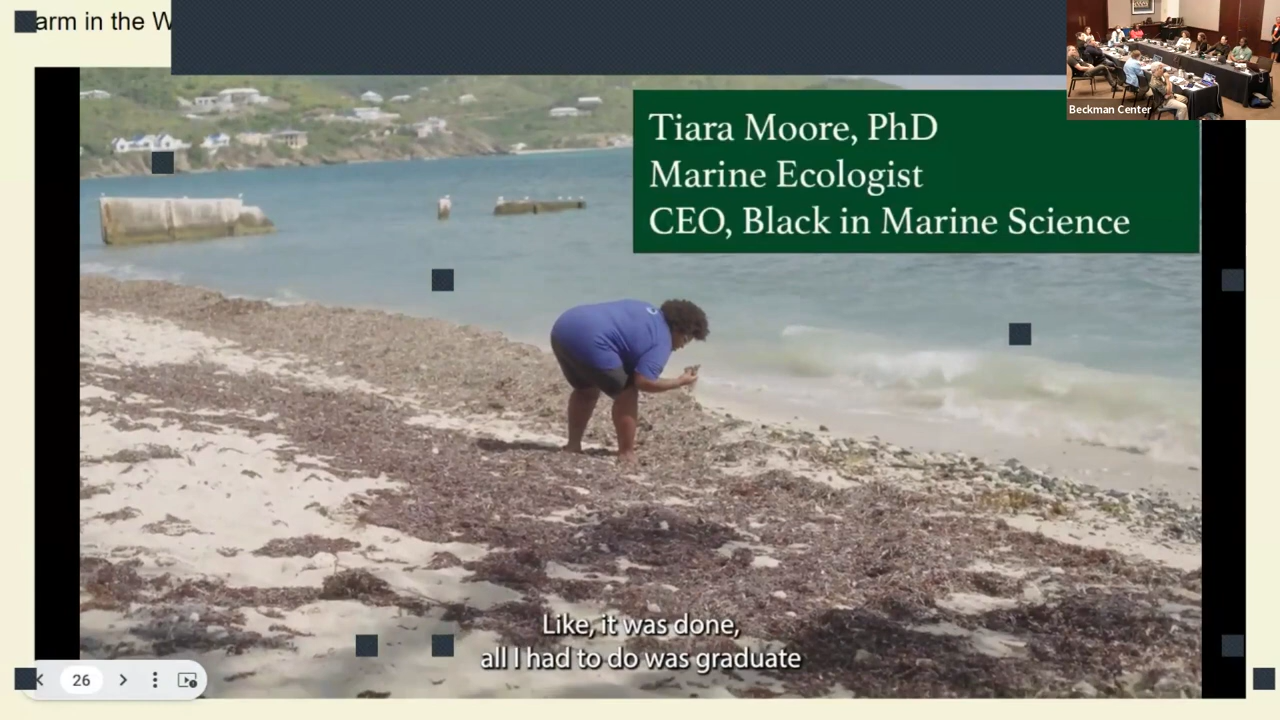 arm in the W
Beckman Center
Tiara Moore, PhD
Marine Ecologist
CEO, Black in Marine Science
Like, it was done,
all I had to do was graduate
26